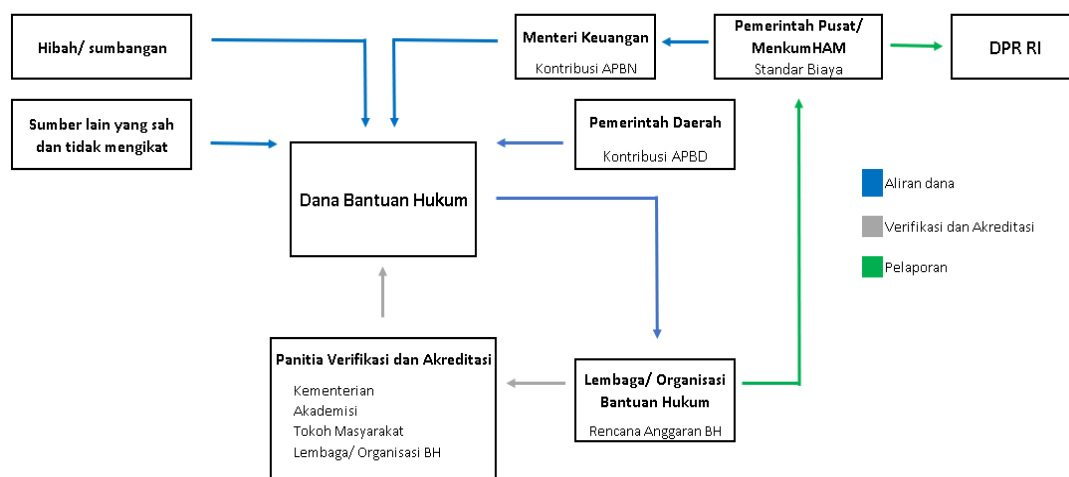 Hibah/ sumbangan
Menteri Keuangan
Kontribusi APBN
Pemerintah Pusat/
MenkumHAM
Standar Biaya
DPR RI
Sumber lain yang sah
dan tidak mengikat
Pemerintah Daerah
Kontribusi APBD
Dana Bantuan Hukum
Aliran dana
Verifikasi dan Akreditasi
Pelaporan
Panitia Verifikasi dan Akreditasi
Kementerian
Akademisi
Tokoh Masyarakat
Lembaga/ Organisasi BH
Lembaga/ Organisasi
Bantuan Hukum
Rencana Anggaran BH